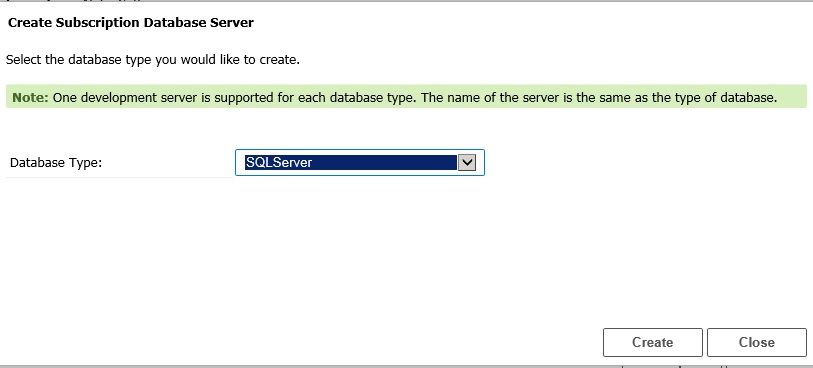 Create Subscription Database Server
Select the database type you would like to create.
Note: One development server is supported for each database type. The name of the server is the same as the type of database.
Database Type:
SQLServer
Create
Close